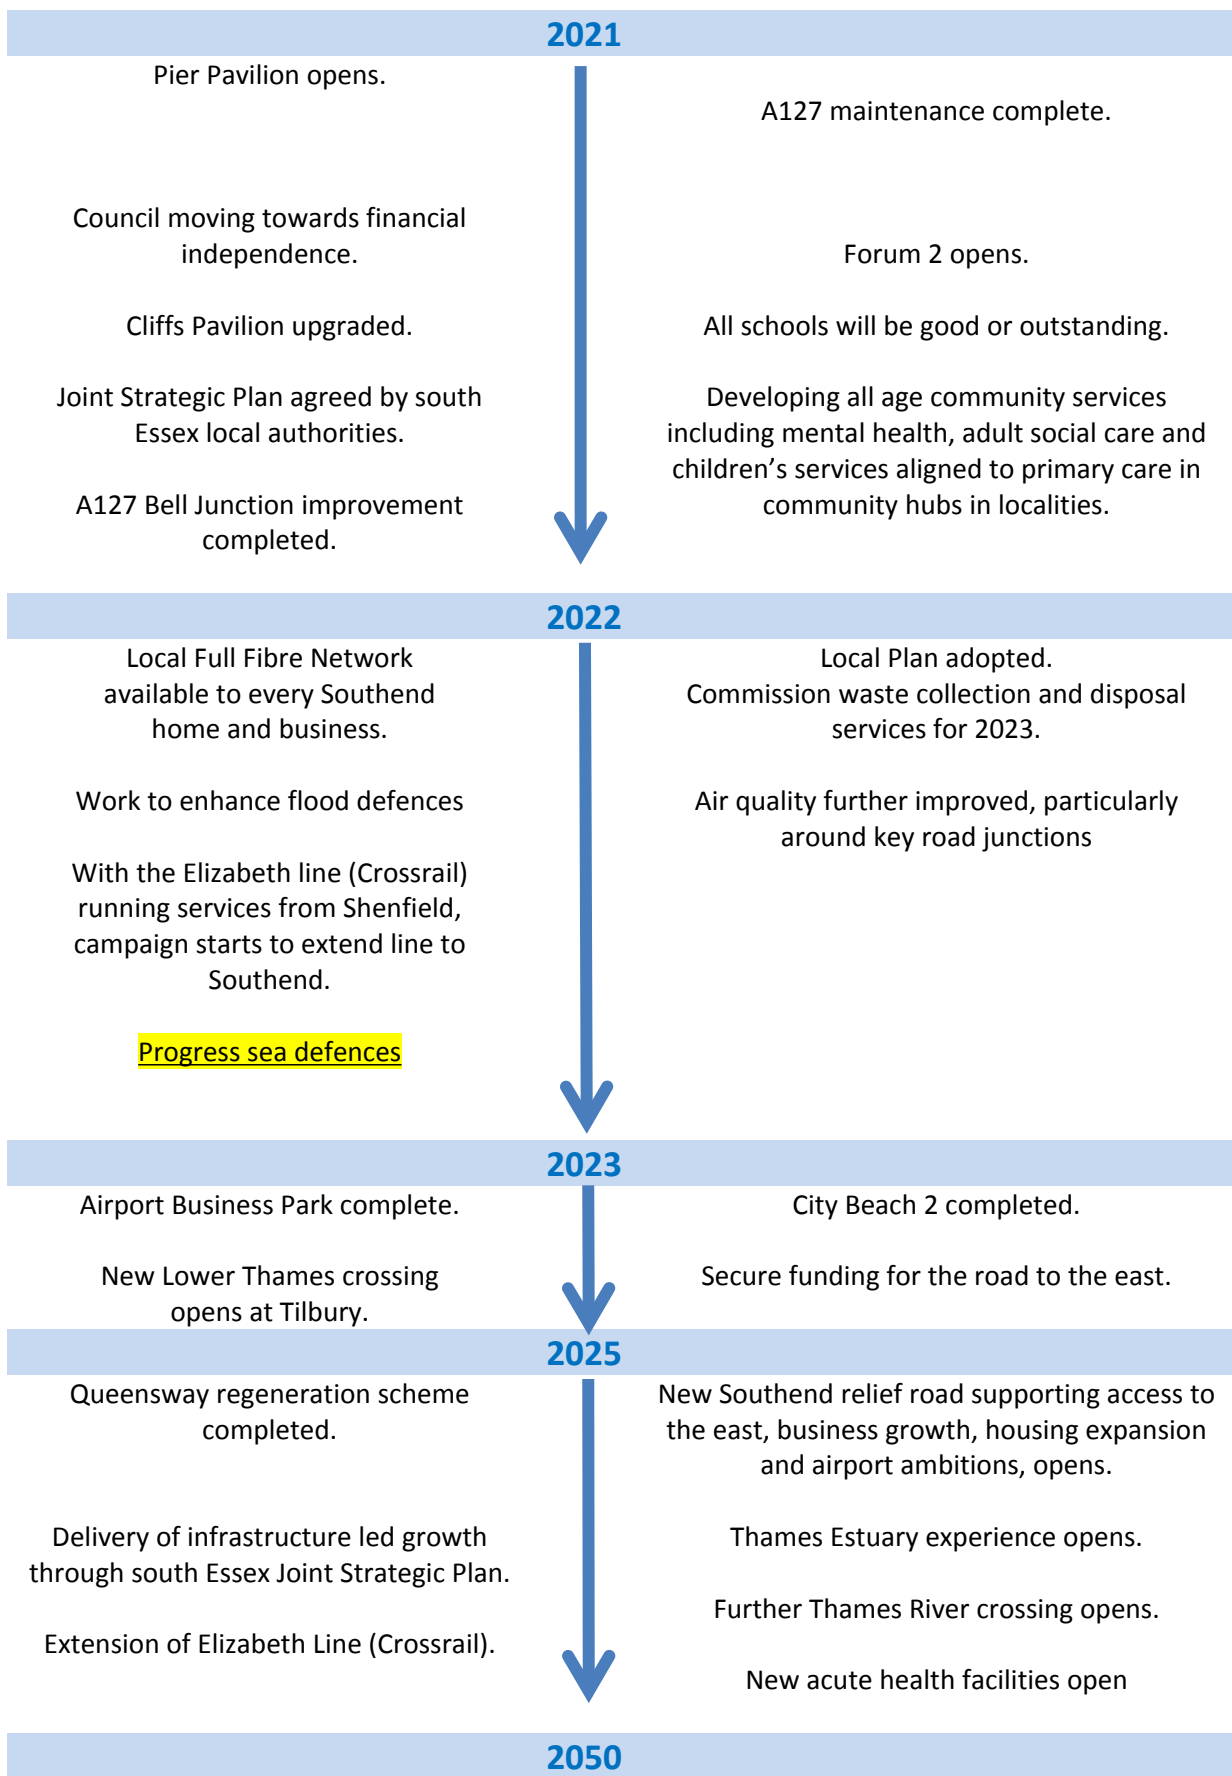 2021
Pier Pavilion opens.
A127 maintenance complete.
Council moving towards financial
independence.
Forum 2 opens.
Cliffs Pavilion upgraded.
All schools will be good or outstanding.
Joint Strategic Plan agreed by south
Essex local authorities.
Developing all age community services
including mental health, adult social care and
children’s services aligned to primary care in
community hubs in localities.
A127 Bell Junction improvement
completed.
2022
Local Full Fibre Network
available to every Southend
home and business.
Local Plan adopted.
Commission waste collection and disposal
services for 2023.
Work to enhance flood defences
Air quality further improved, particularly
around key road junctions
With the Elizabeth line (Crossrail)
running services from Shenfield,
campaign starts to extend line to
Southend.
Progress sea defences
2023
Airport Business Park complete.
City Beach 2 completed.
New Lower Thames crossing
opens at Tilbury.
Secure funding for the road to the east.
2025
Queensway regeneration scheme
completed.
New Southend relief road supporting access to
the east, business growth, housing expansion
and airport ambitions, opens.
Delivery of infrastructure led growth
through south Essex Joint Strategic Plan.
Thames Estuary experience opens.
Further Thames River crossing opens.
Extension of Elizabeth Line (Crossrail).
New acute health facilities open
2050